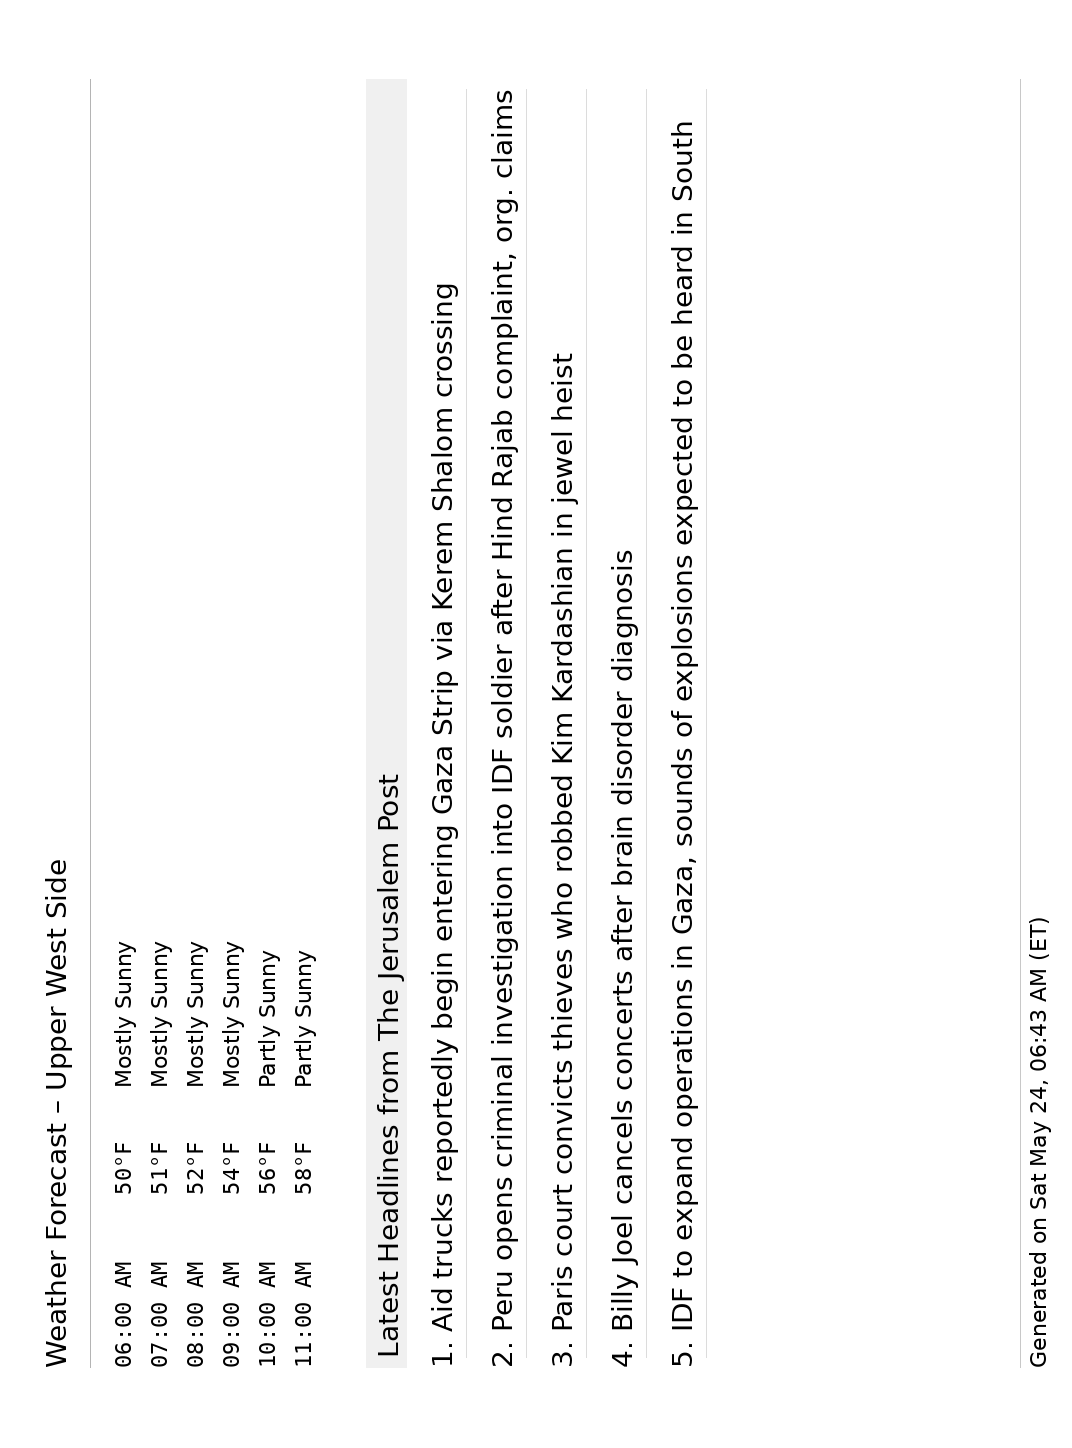 Weather Forecast – Upper West Side
06:00 AM 50°F Mostly Sunny
07:00 AM 51°F Mostly Sunny
08:00 AM 52°F Mostly Sunny
09:00 AM 54°F Mostly Sunny
10:00 AM 56°F Partly Sunny
11:00 AM 58°F Partly Sunny
Latest Headlines from The Jerusalem Post
1. Aid trucks reportedly begin entering Gaza Strip via Kerem Shalom crossing
2. Peru opens criminal investigation into IDF soldier after Hind Rajab complaint, org. claims
3. Paris court convicts thieves who robbed Kim Kardashian in jewel heist
4. Billy Joel cancels concerts after brain disorder diagnosis
5. IDF to expand operations in Gaza, sounds of explosions expected to be heard in South
Generated on Sat May 24, 06:43 AM (ET)